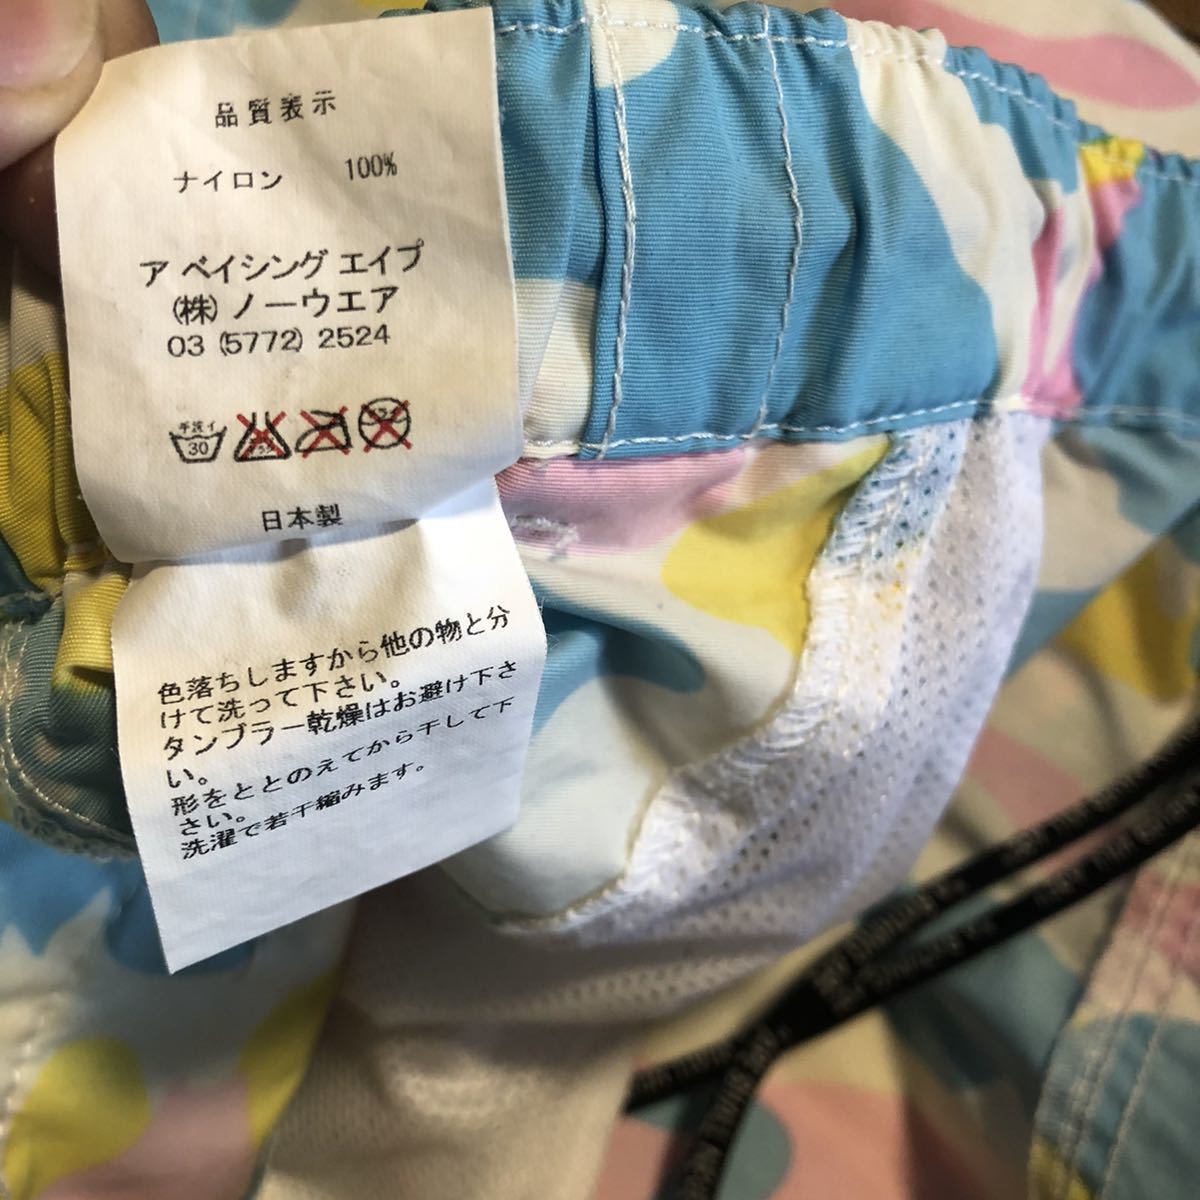 品質表示
ナイロン 100%
ア ベイシング エイプ
(株) ノーウエア
03 (5772) 2524
手洗イ
30
日本製
色落ちしますから他の物と分
けて洗って下さい。
タンブラー乾燥はお避け下さ
い。
形をととのえてから干して下
さい。
洗濯で若干縮みます。